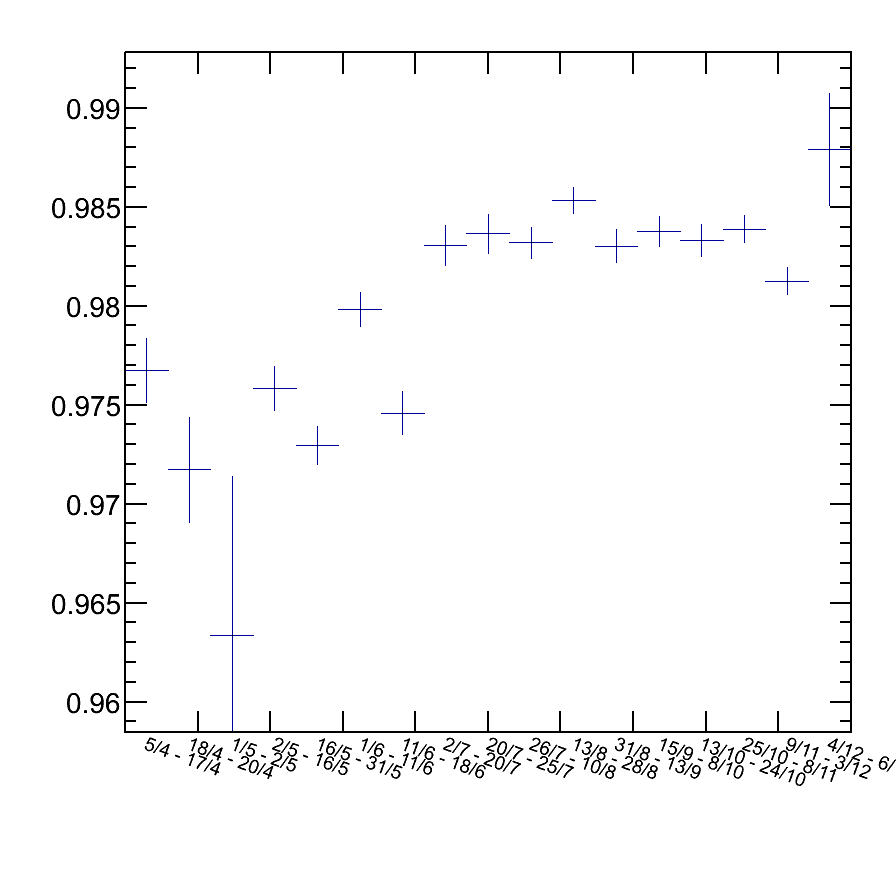 0.99
0.985
0.98
0.975
0.97
0.965
0.96
5/4 - 17/4
18/4 - 20/4
1/5 - 2/5
2/5 - 16/5
16/5 - 31/5
1/6 - 11/6
11/6 - 18/6
2/7 - 20/7
20/7 - 25/7
26/7 - 10/8
13/8 - 28/8
31/8 - 13/9
15/9 - 8/10
13/10 - 24/10
25/10 - 8/11
9/11 - 3/12
4/12 - 6/